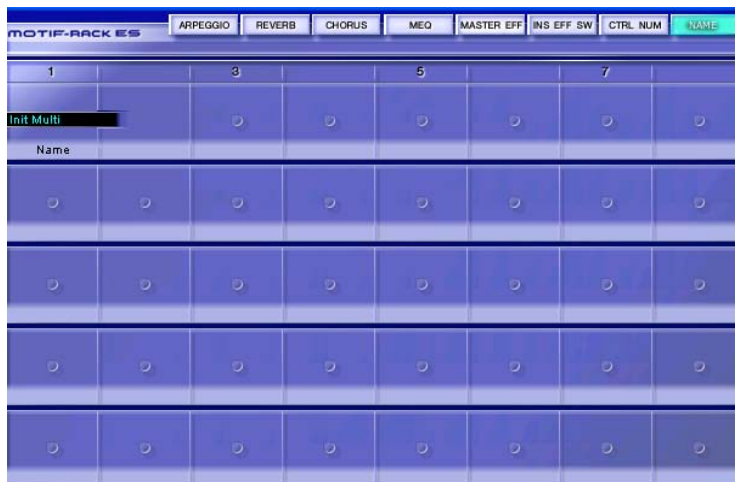 MOTIF-RACK ES ARPEGGIO REVERB CHORUS MEQ MASTER EFF INS EFF SW CTRL NUM NAME
1 3 5 7
Init Multi
Name